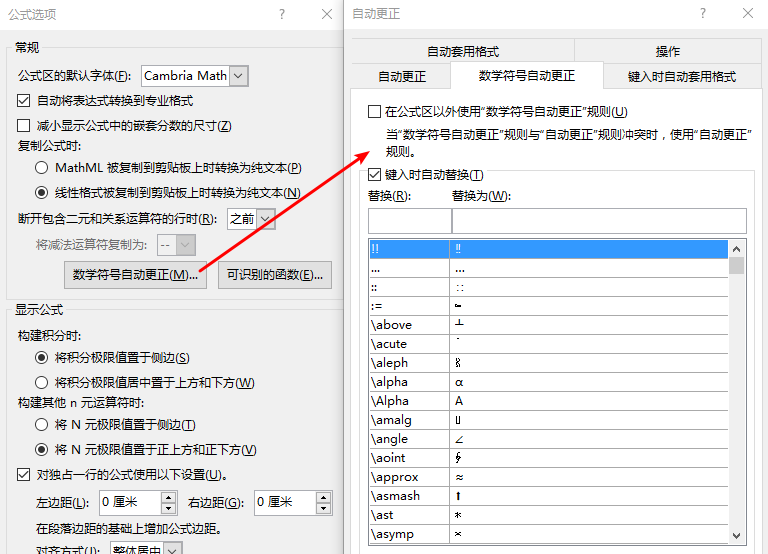 公式选项
常规
公式区的默认字体(F): Cambria Math
自动将表达式转换到专业格式
减小显示公式中的嵌套分数的尺寸(Z)
复制公式时:
MathML 被复制到剪贴板上时转换为纯文本(P)
线性格式被复制到剪贴板上时转换为纯文本(N)
断开包含二元和关系运算符的行时(R): 之前
将减法运算符复制为: --
数学符号自动更正(M)... 可识别的函数(E)...
显示公式
构建积分时:
将积分极限值置于侧边(S)
将积分极限值居中置于上方和下方(W)
构建其他 n 元运算符时:
将 N 元极限值置于侧边(T)
将 N 元极限值置于正上方和正下方(V)
对独占一行的公式使用以下设置(U)。
左边距(L): 0 厘米 右边距(G): 0 厘米
在段落边距的基础上增加公式边距。
对齐方式(J): 整体居中
自动更正
自动套用格式 操作
自动更正 数学符号自动更正 键入时自动套用格式
在公式区以外使用“数学符号自动更正”规则(U)
当“数学符号自动更正”规则与“自动更正”规则冲突时，使用“自动更正”
规则。
键入时自动替换(T)
替换(R): 替换为(W):
!! ‼
... …
:: ∷
:= ≔
\above ┴
\acute ́
\aleph ℵ
\alpha α
\Alpha Α
\amalg ∐
\angle ∠
\aoint ∳
\approx ≈
\asmash ⬆
\ast ∗
\asymp ≍